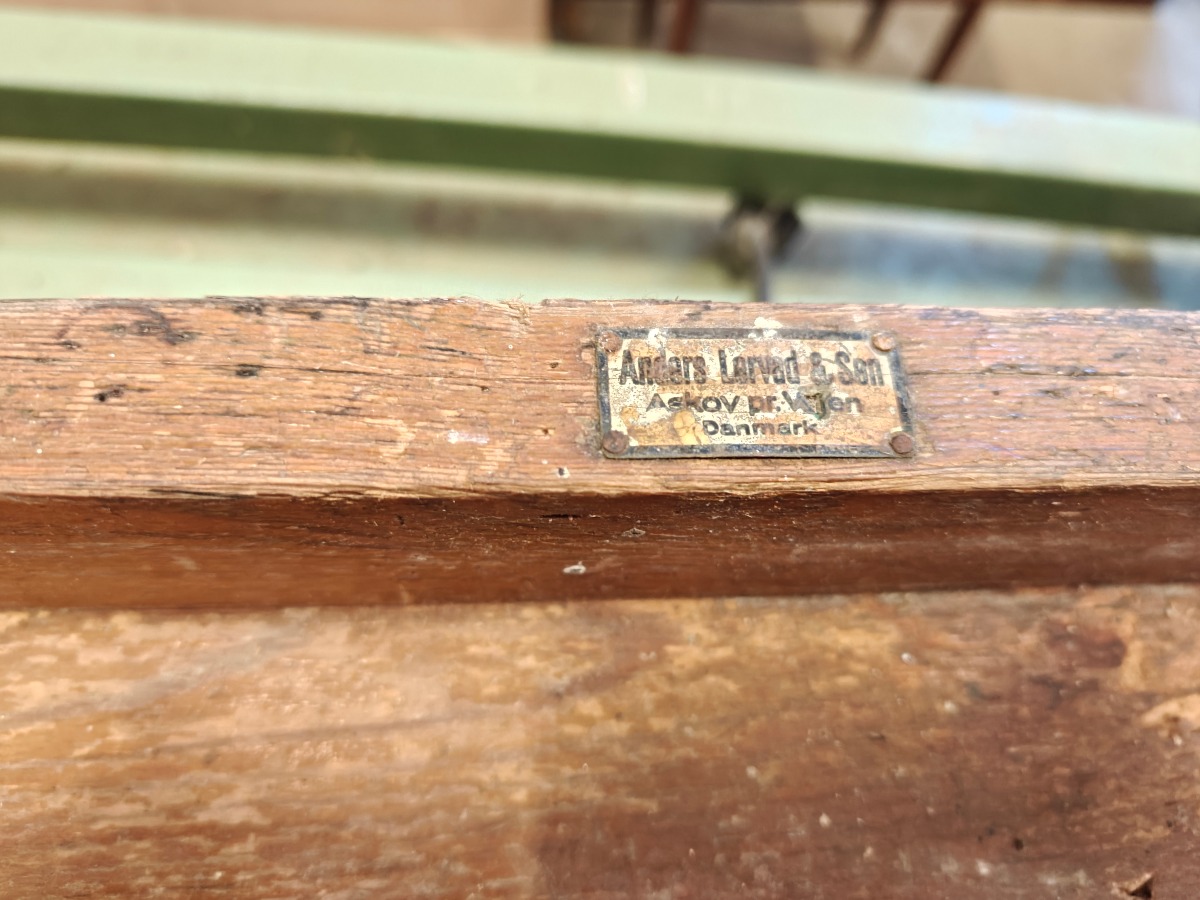 Anders Lervad & Søn
Askov pr. Vejen
Danmark